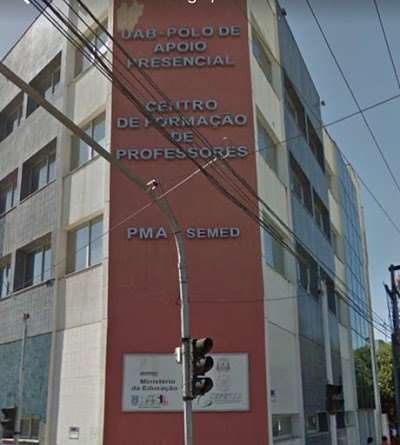 UAB - POLO DE
APOIO
PRESENCIAL
CENTRO
DE FORMAÇÃO
DE
PROFESSORES
PMA - SEMED
Ministério
da Educação